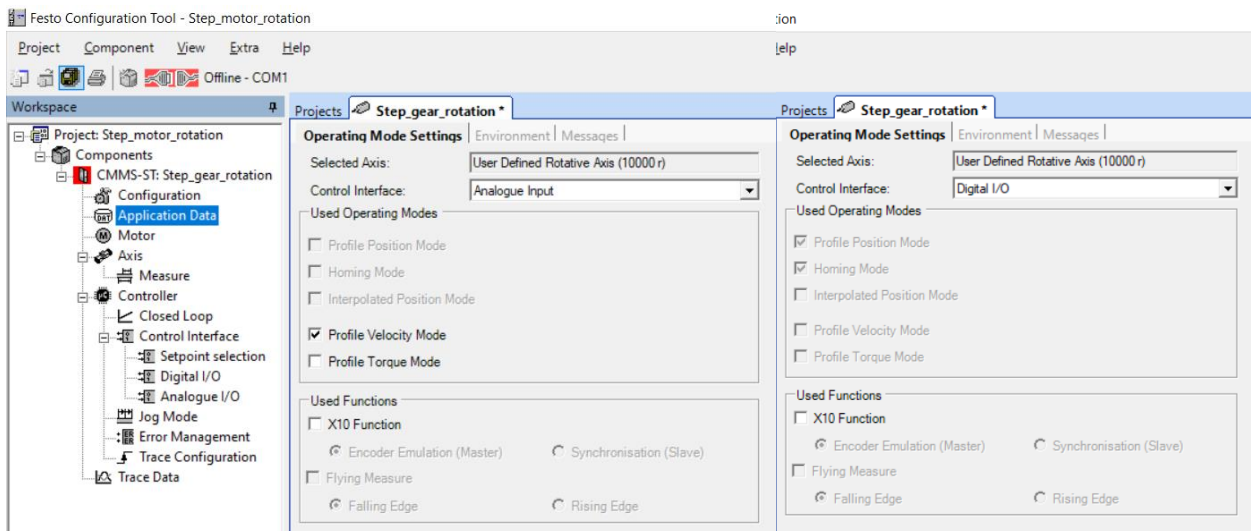 Festo Configuration Tool - Step_motor_rotation
Project Component View Extra Help
Offline - COM1
Workspace
Project: Step_motor_rotation
Components
CMMS-ST: Step_gear_rotation
Configuration
Application Data
Motor
Axis
Measure
Controller
Closed Loop
Control Interface
Setpoint selection
Digital I/O
Analogue I/O
Jog Mode
Error Management
Trace Configuration
Trace Data
Projects Step_gear_rotation *
Operating Mode Settings Environment Messages
Selected Axis: User Defined Rotative Axis (10000 r)
Control Interface: Analogue Input
Used Operating Modes
Profile Position Mode
Homing Mode
Interpolated Position Mode
Profile Velocity Mode
Profile Torque Mode
Used Functions
X10 Function
Encoder Emulation (Master) Synchronisation (Slave)
Flying Measure
Falling Edge Rising Edge
tion
elp
Projects Step_gear_rotation *
Operating Mode Settings Environment Messages
Selected Axis: User Defined Rotative Axis (10000 r)
Control Interface: Digital I/O
Used Operating Modes
Profile Position Mode
Homing Mode
Interpolated Position Mode
Profile Velocity Mode
Profile Torque Mode
Used Functions
X10 Function
Encoder Emulation (Master) Synchronisation (Slave)
Flying Measure
Falling Edge Rising Edge